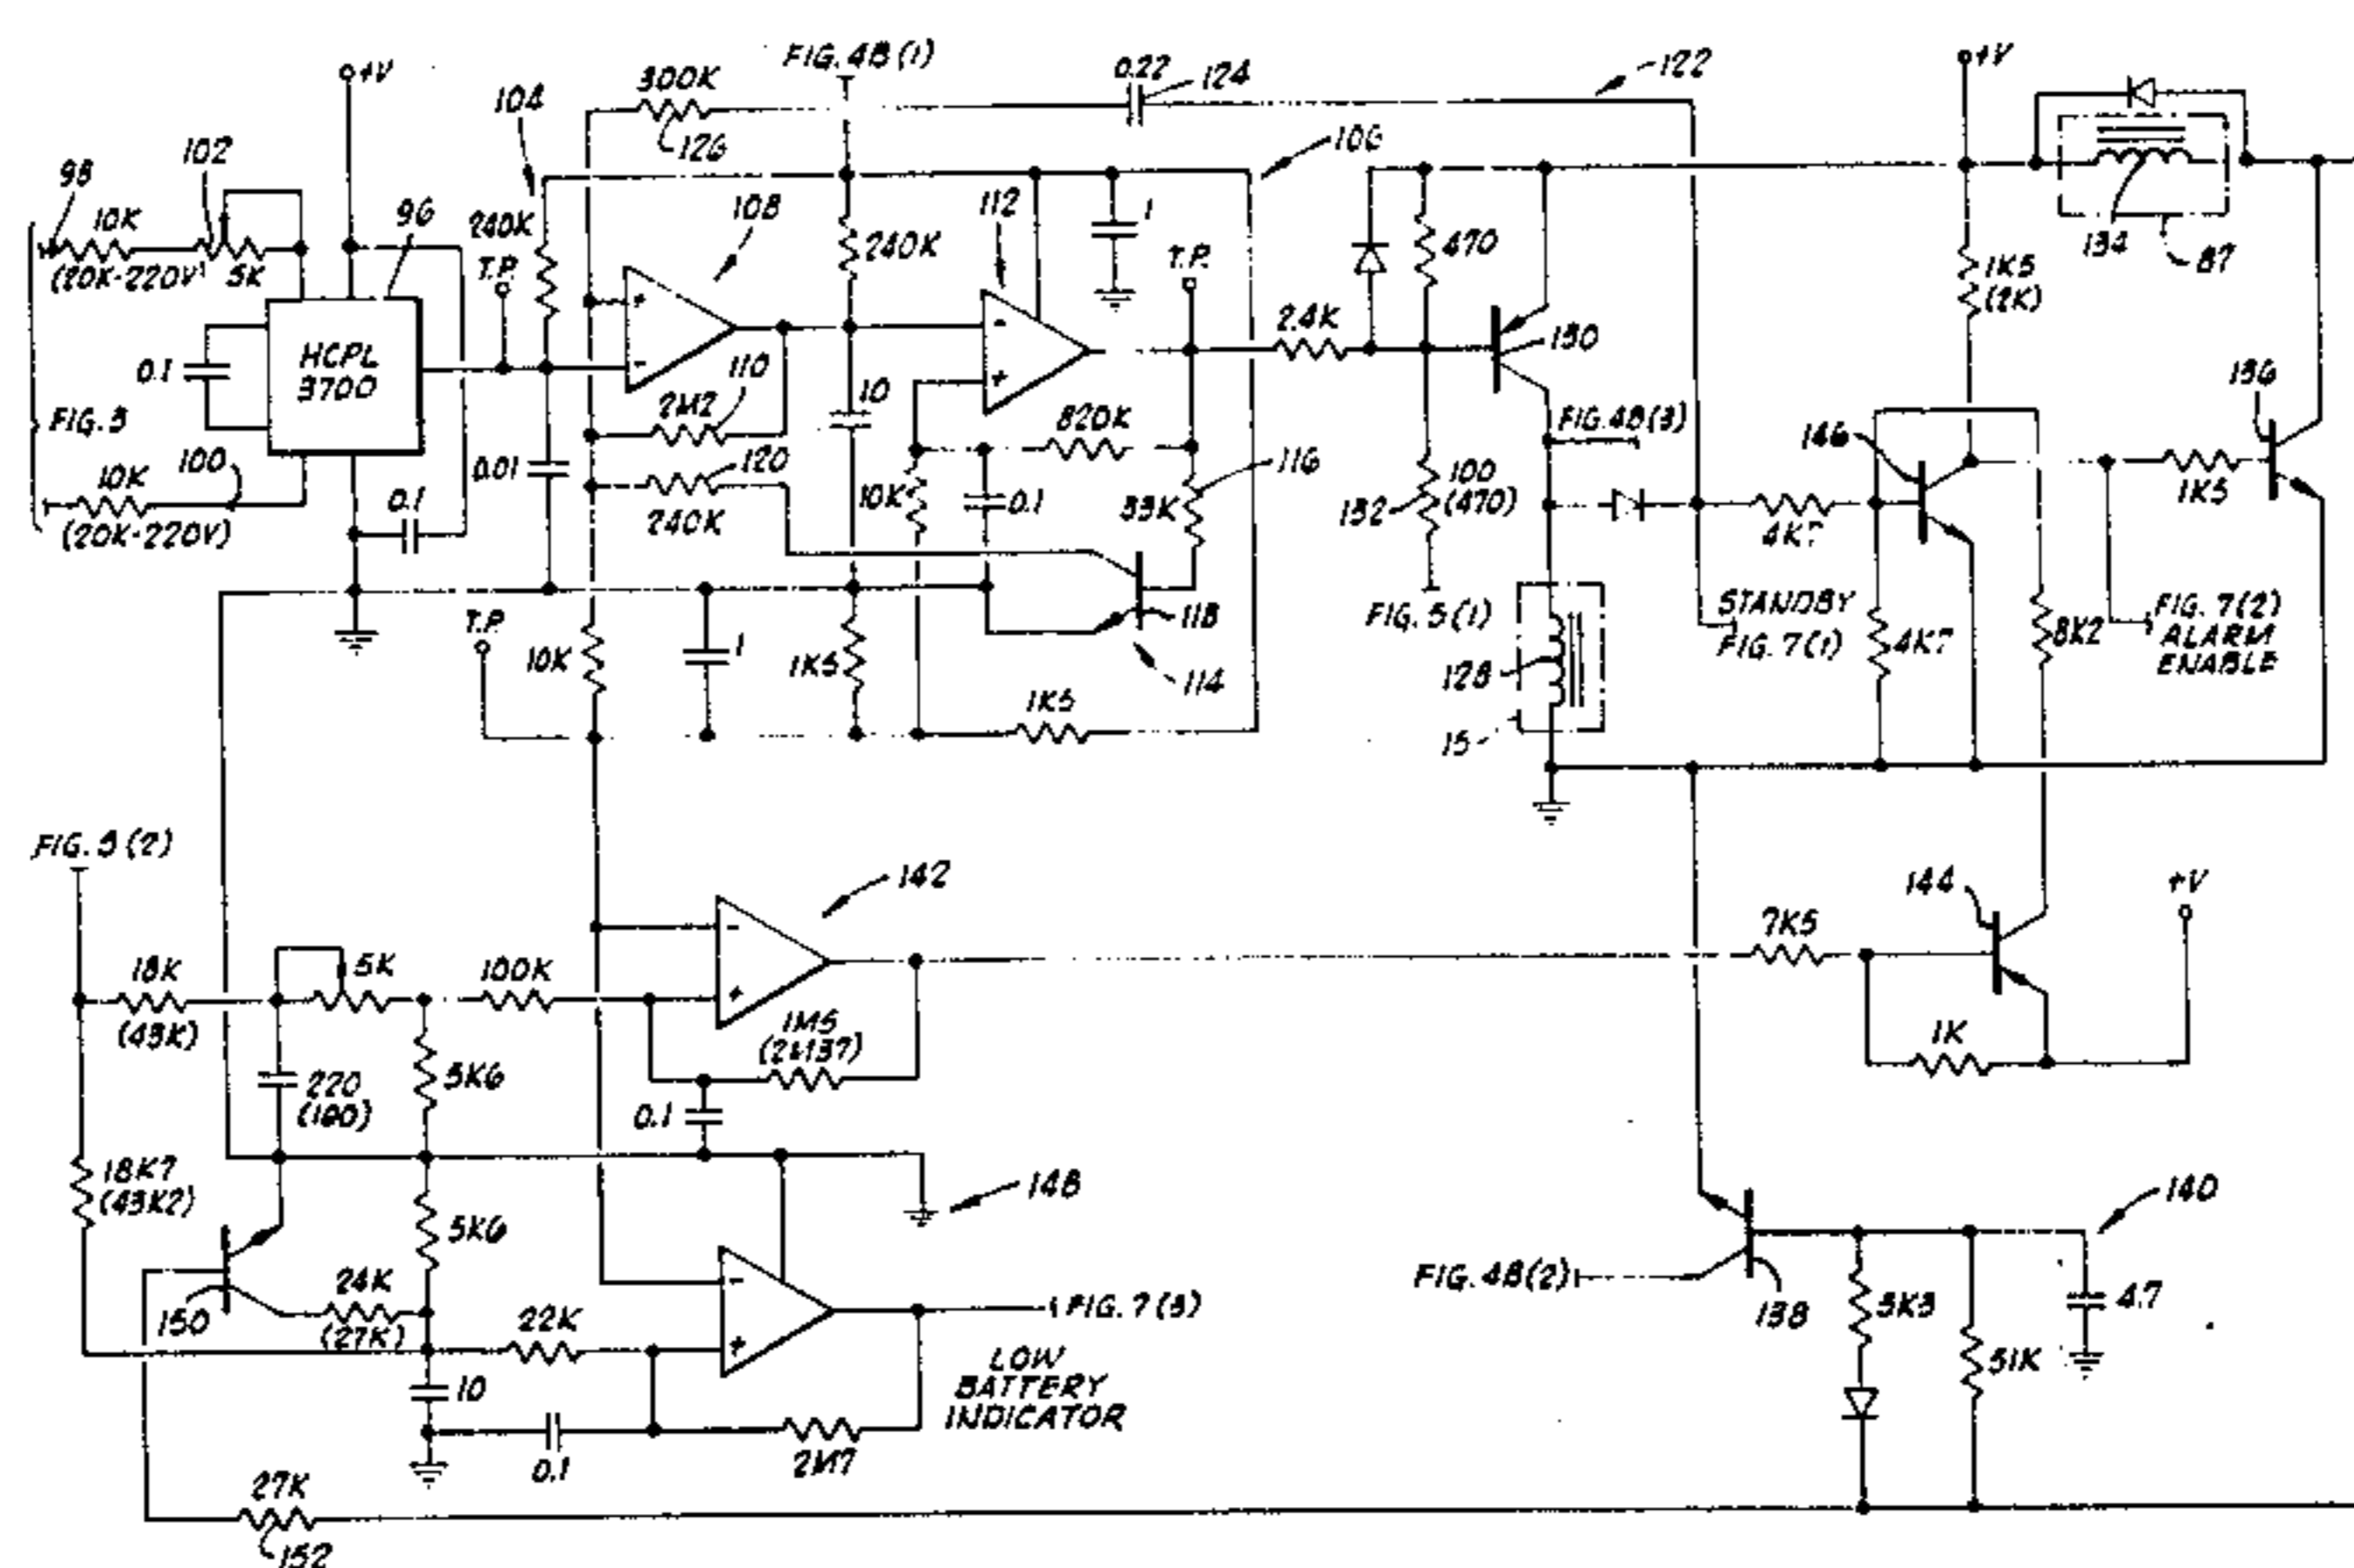 +V
300K
FIG. 4B(1)
0.22
124
122
+V
104
126
106
98
102
10K
(20K-220V)
5K
96
240K
T.P.
108
112
240K
1
T.P.
470
1K5
(2K)
134
87
0.1
HCPL
3700
2.4K
130
FIG. 5
110
2M2
10
820K
FIG. 4B(3)
146
136
100
10K
(20K-220V)
0.1
0.01
120
240K
10K
0.1
33K
116
132
100
(470)
4K7
1K5
T.P.
10K
1
1K5
118
114
FIG. 5(1)
128
STANDBY
FIG. 7(1)
4K7
8K2
FIG. 7(2)
ALARM
ENABLE
1K5
15
FIG. 5(2)
142
144
+V
18K
(43K)
5K
100K
7K5
220
(180)
5K6
1M5
0.1
1K
18K7
(43K2)
5K6
148
140
150
24K
(27K)
22K
FIG. 7(3)
FIG. 4B(2)
138
4.7
LOW
BATTERY
INDICATOR
10
0.1
2M7
51K
27K
152